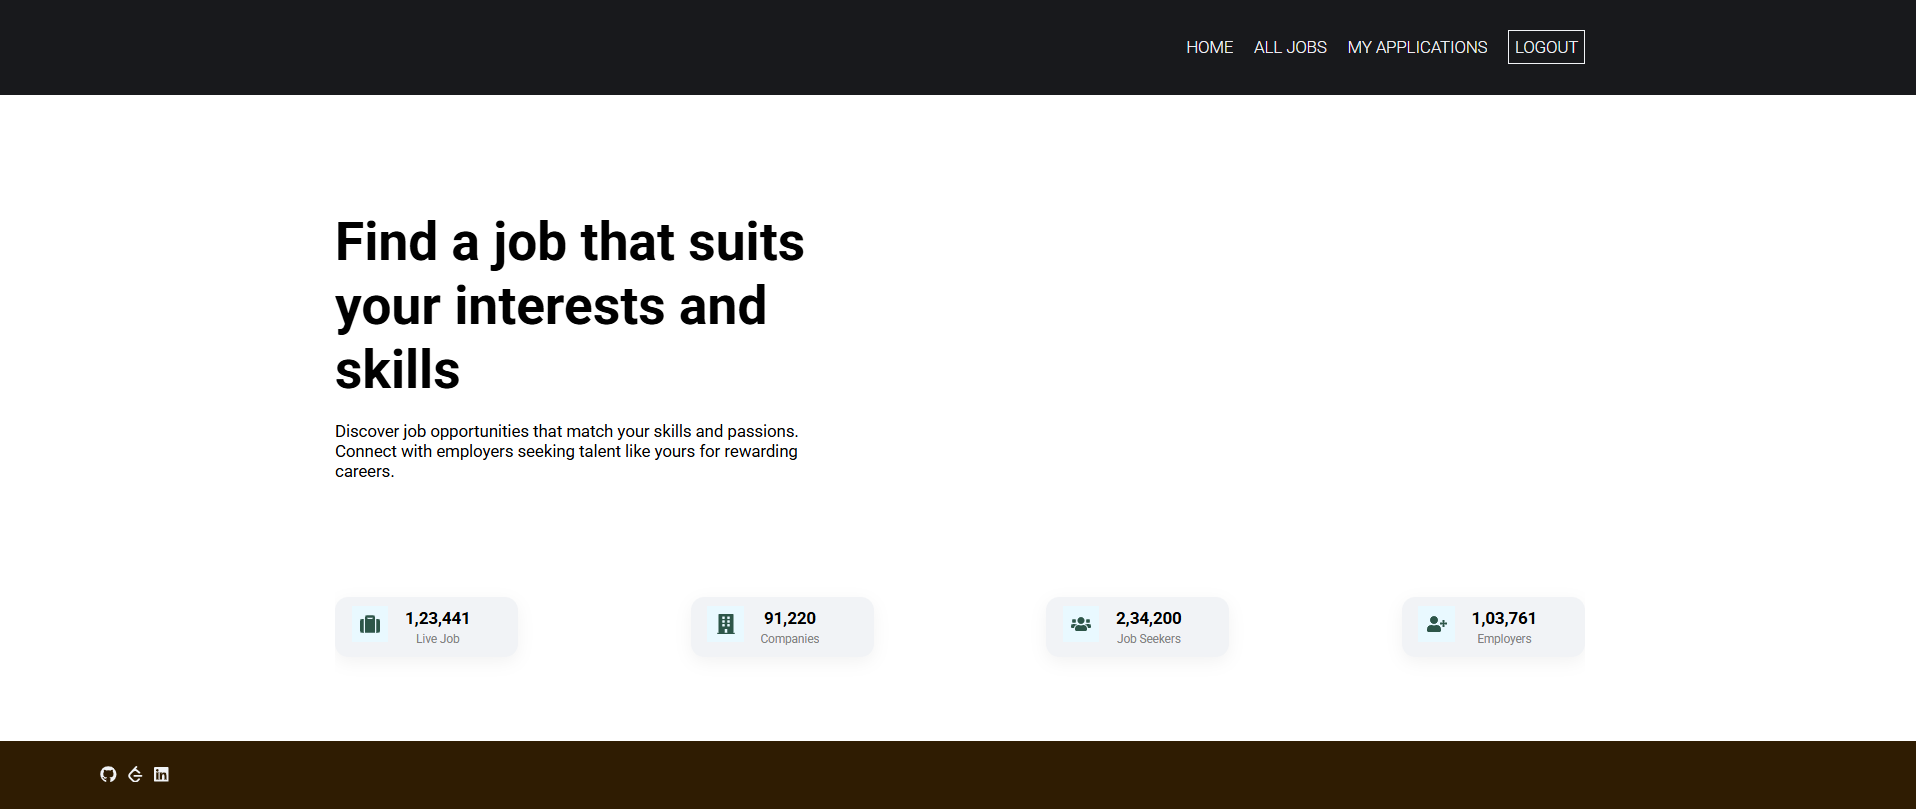 HOME ALL JOBS MY APPLICATIONS LOGOUT
Find a job that suits
your interests and
skills
Discover job opportunities that match your skills and passions.
Connect with employers seeking talent like yours for rewarding
careers.
1,23,441
Live Job
91,220
Companies
2,34,200
Job Seekers
1,03,761
Employers